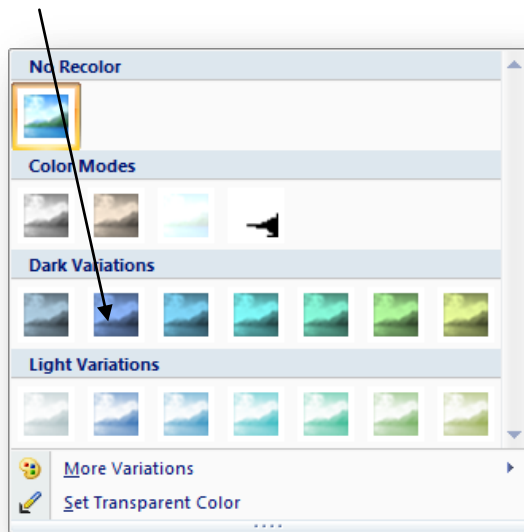 No Recolor
Color Modes
Dark Variations
Light Variations
More Variations
Set Transparent Color